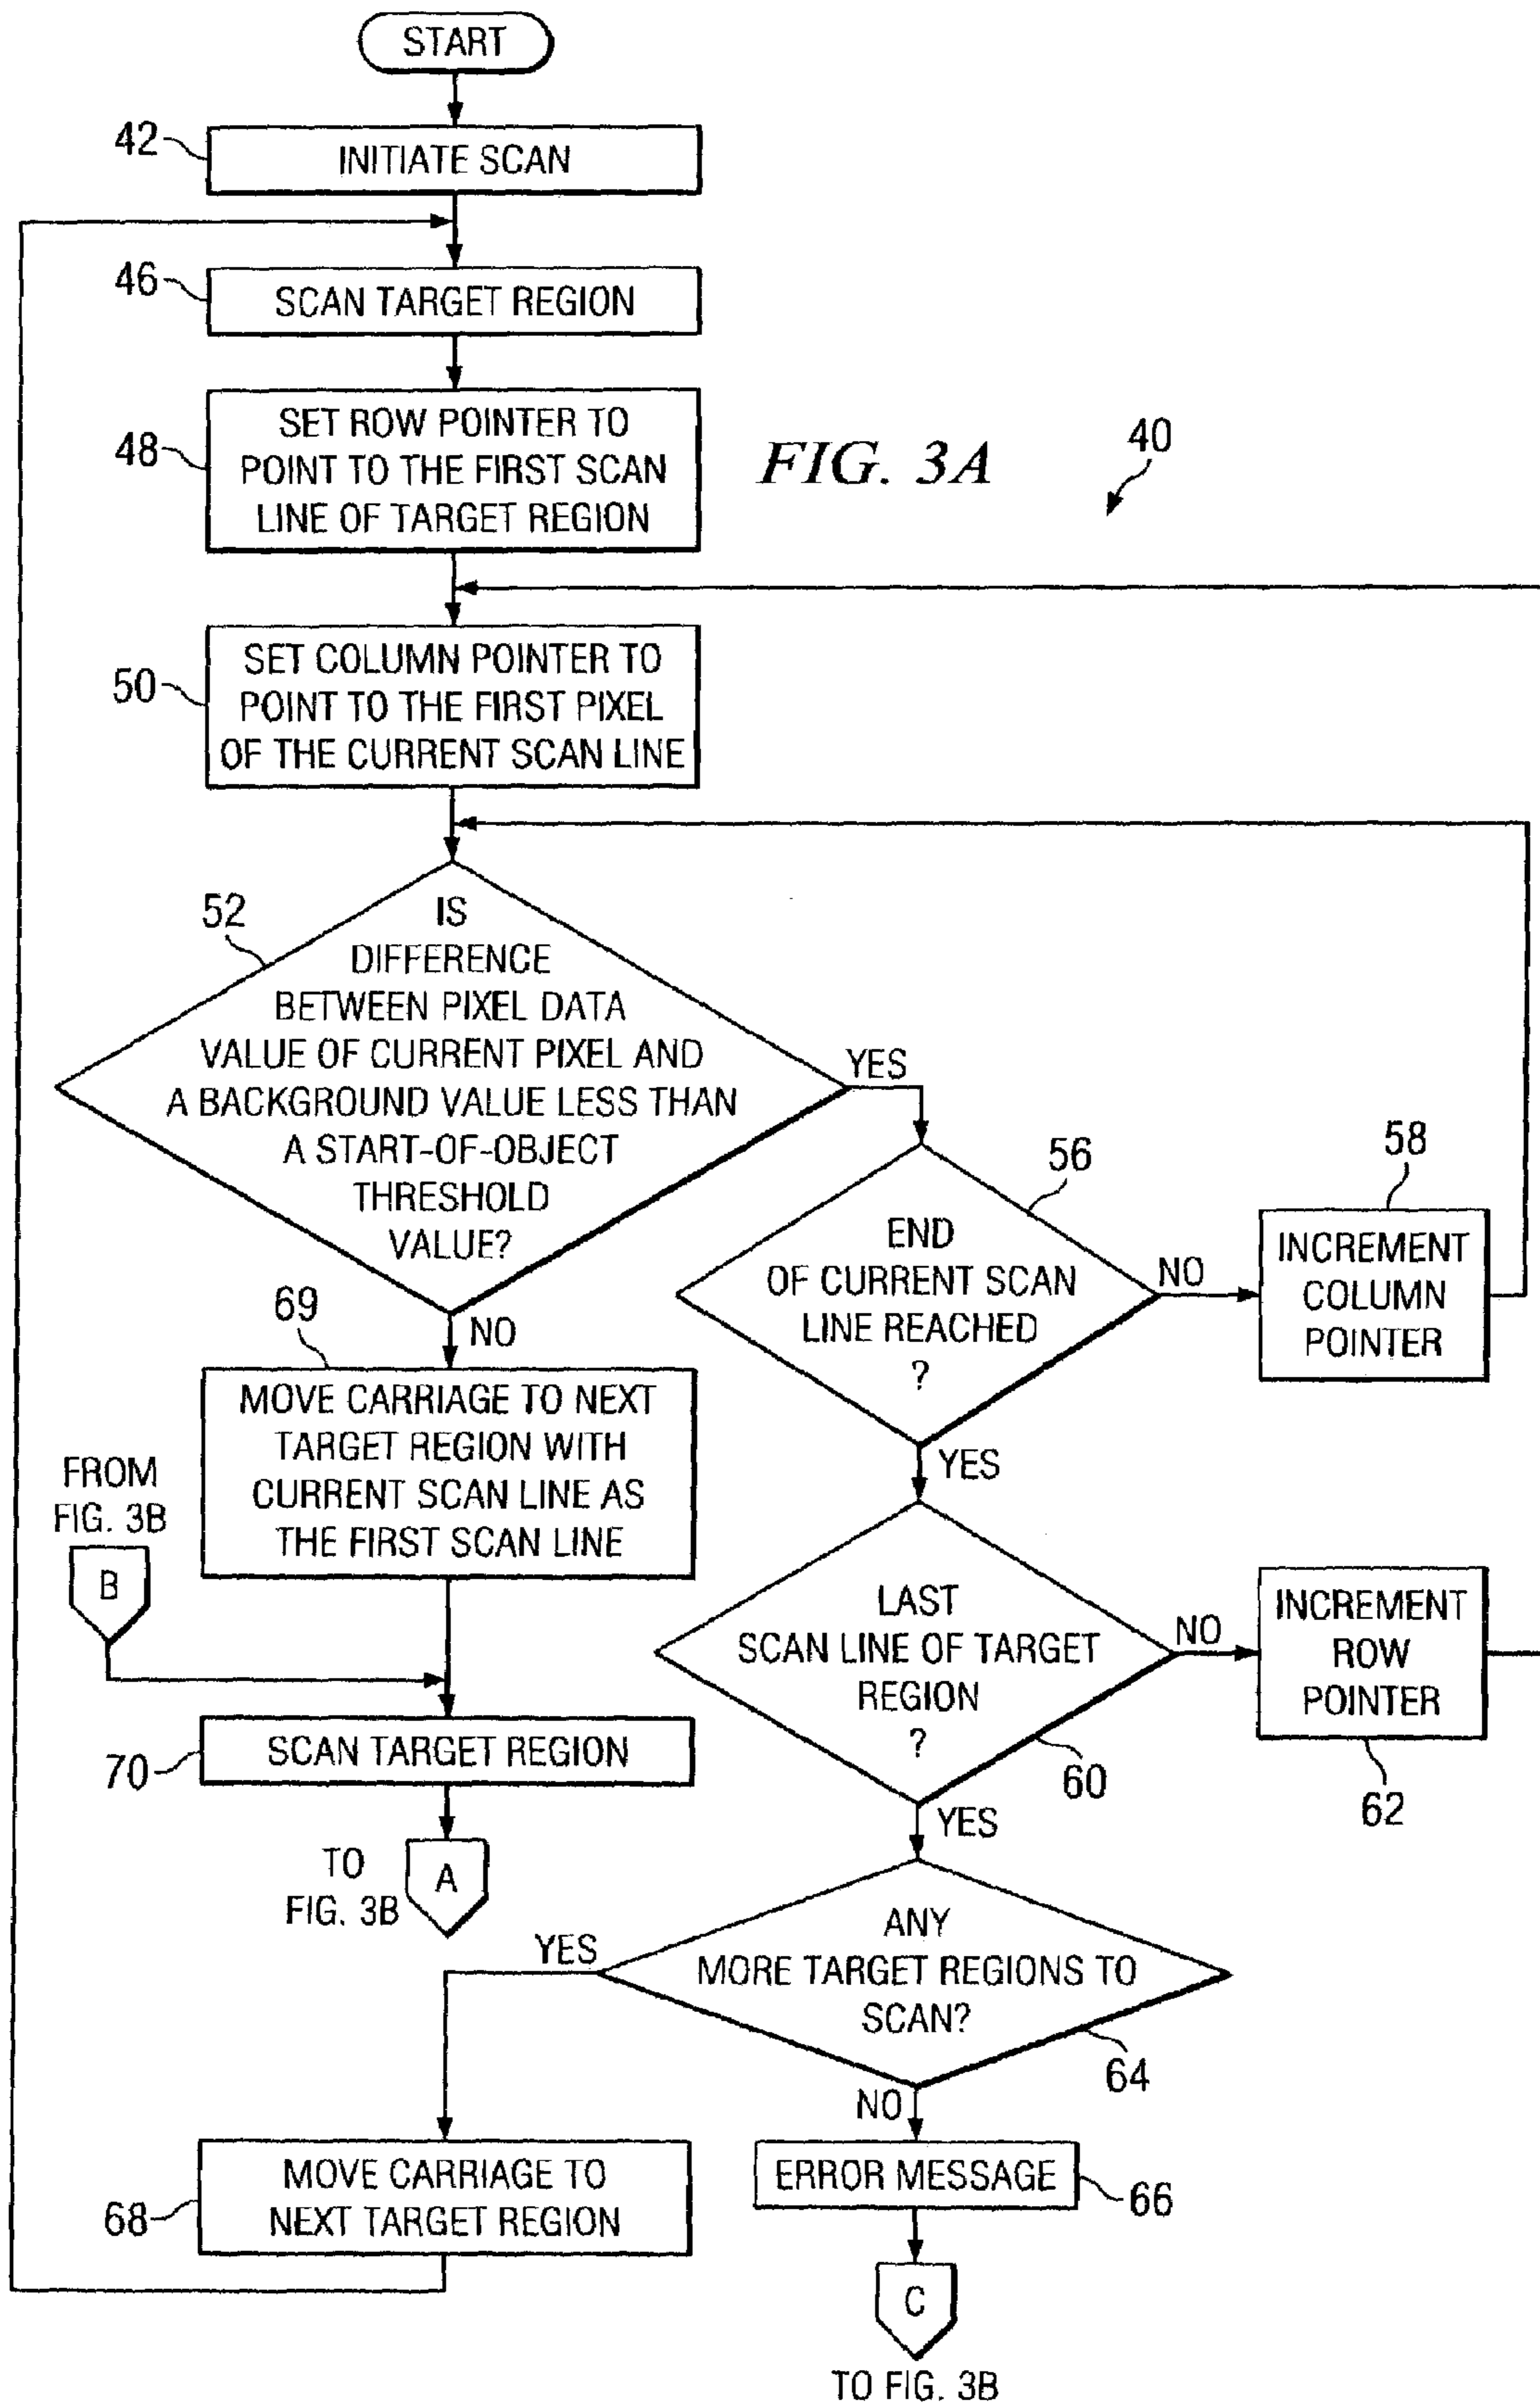 START
42
INITIATE SCAN
46
SCAN TARGET REGION
48
SET ROW POINTER TO
POINT TO THE FIRST SCAN
LINE OF TARGET REGION
FIG. 3A
40
50
SET COLUMN POINTER TO
POINT TO THE FIRST PIXEL
OF THE CURRENT SCAN LINE
52
IS
DIFFERENCE
BETWEEN PIXEL DATA
VALUE OF CURRENT PIXEL AND
A BACKGROUND VALUE LESS THAN
A START-OF-OBJECT
THRESHOLD
VALUE?
YES
NO
56
END
OF CURRENT SCAN
LINE REACHED
?
NO
58
INCREMENT
COLUMN
POINTER
YES
69
MOVE CARRIAGE TO NEXT
TARGET REGION WITH
CURRENT SCAN LINE AS
THE FIRST SCAN LINE
FROM
FIG. 3B
B
LAST
SCAN LINE OF TARGET
REGION
?
60
NO
INCREMENT
ROW
POINTER
62
YES
70
SCAN TARGET REGION
TO
FIG. 3B
A
ANY
MORE TARGET REGIONS TO
SCAN?
64
YES
NO
68
MOVE CARRIAGE TO
NEXT TARGET REGION
ERROR MESSAGE
66
C
TO FIG. 3B